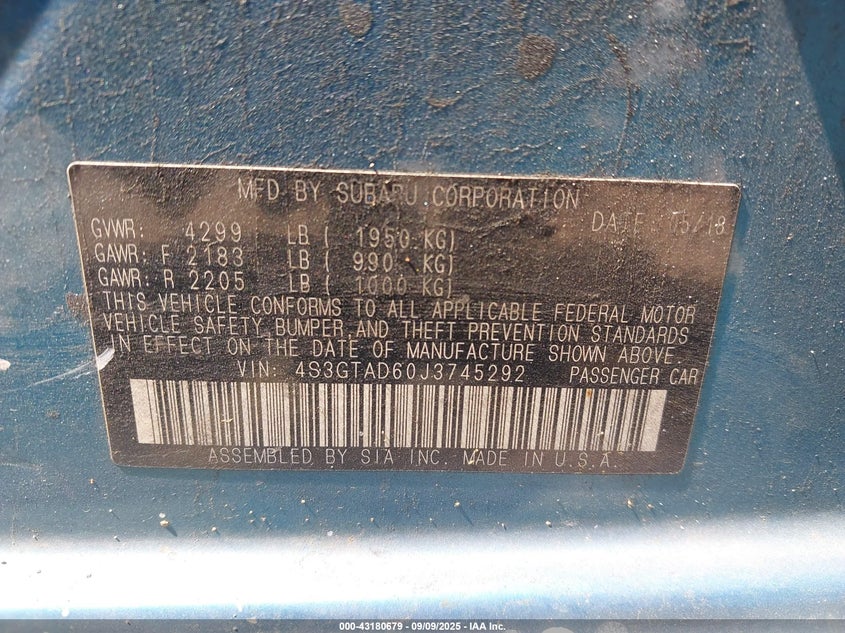 MFD BY SUBARU CORPORATION
DATE 05/18
GVWR: 4299 LB ( 1950 KG)
GAWR: F 2183 LB ( 990 KG)
GAWR: R 2205 LB ( 1000 KG)
THIS VEHICLE CONFORMS TO ALL APPLICABLE FEDERAL MOTOR
VEHICLE SAFETY, BUMPER, AND THEFT PREVENTION STANDARDS
IN EFFECT ON THE DATE OF MANUFACTURE SHOWN ABOVE.
VIN: 4S3GTAD60J3745292 PASSENGER CAR
ASSEMBLED BY SIA INC. MADE IN U.S.A.
000-43180679 - 09/09/2025 - IAA Inc.